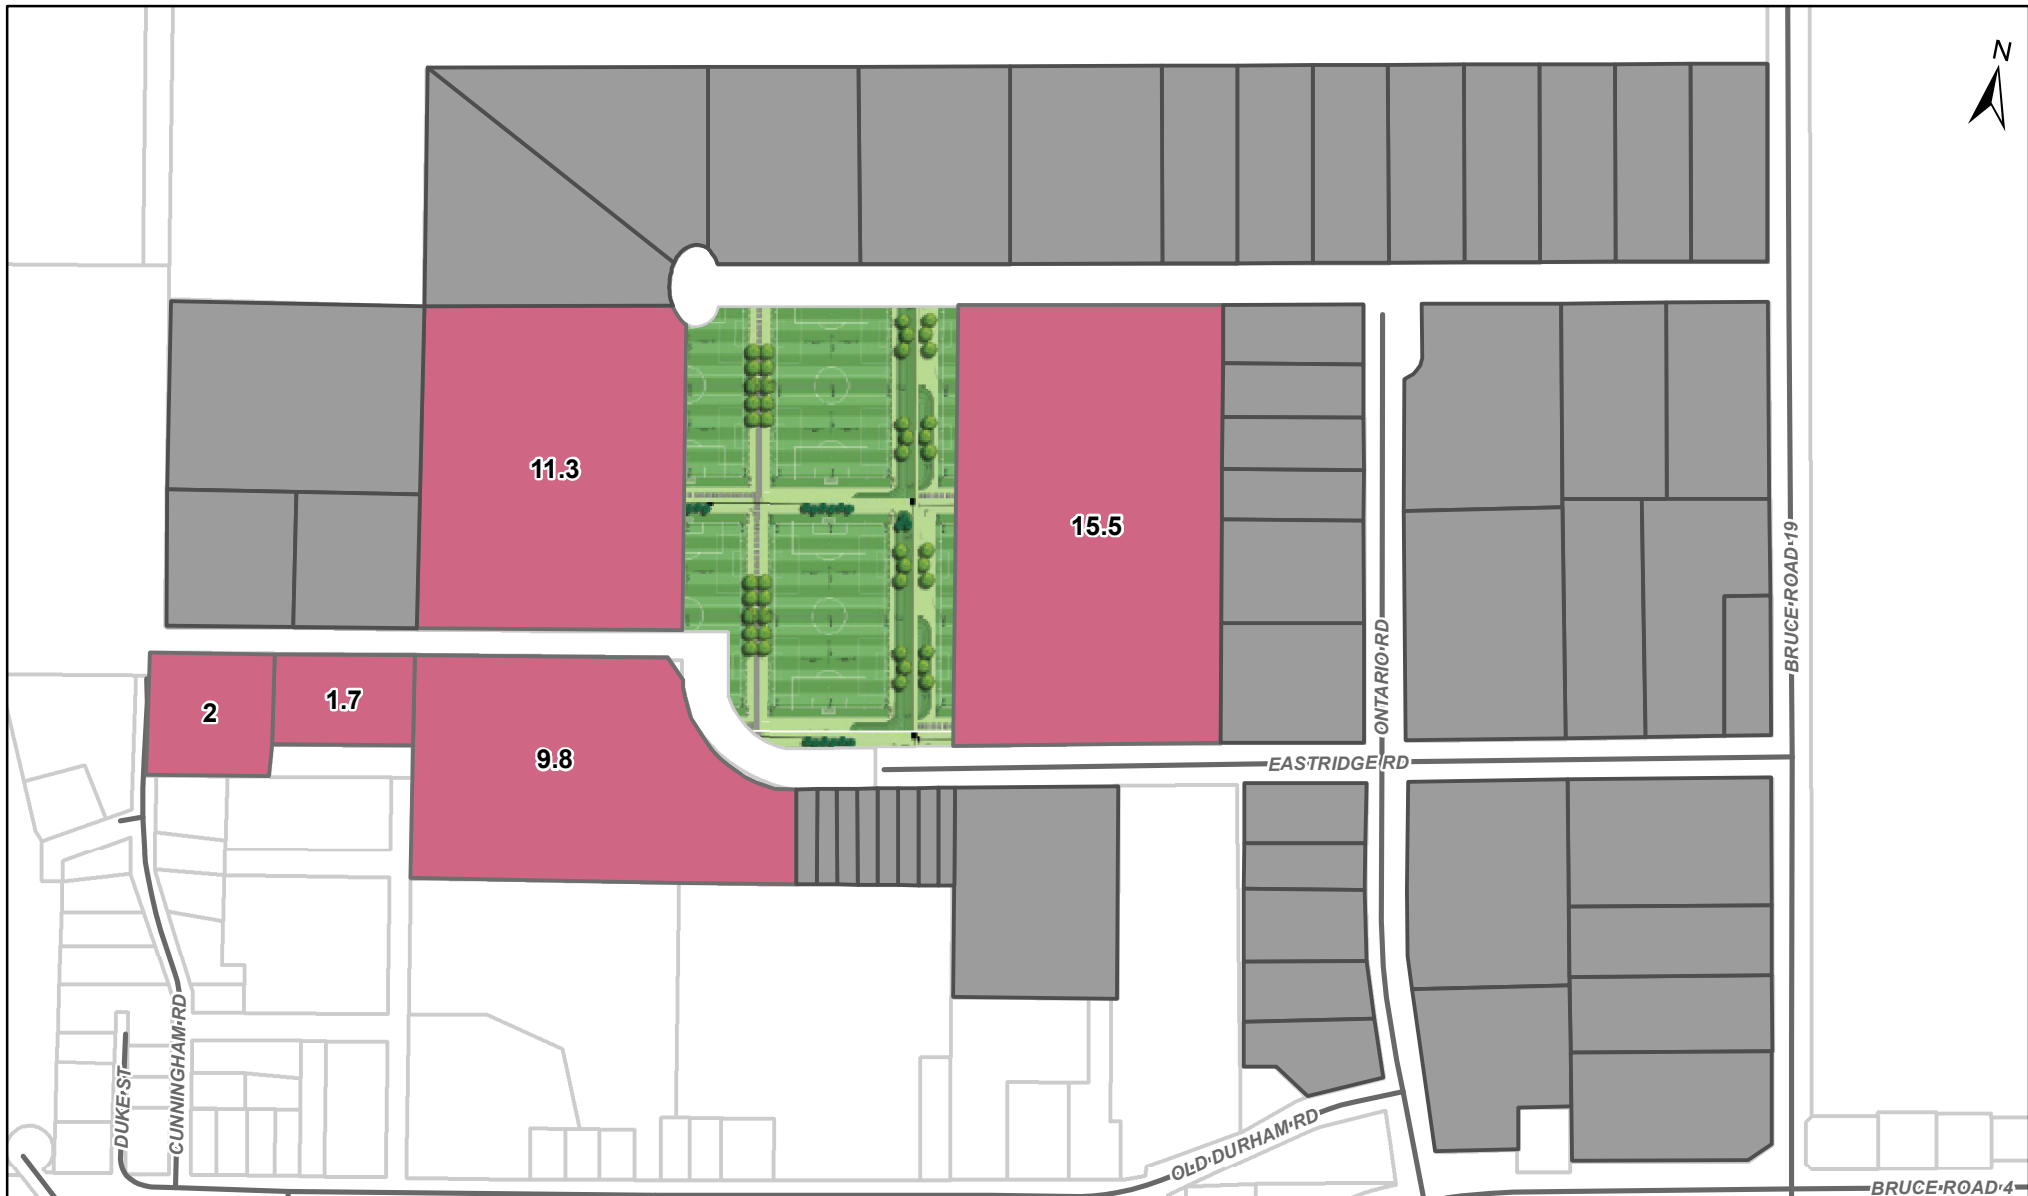 N
11.3
15.5
2
1.7
9.8
EASTRIDGE RD
ONTARIO RD
BRUCE ROAD 19
CUNNINGHAM RD
DUKE ST
OLD DURHAM RD
BRUCE ROAD 4